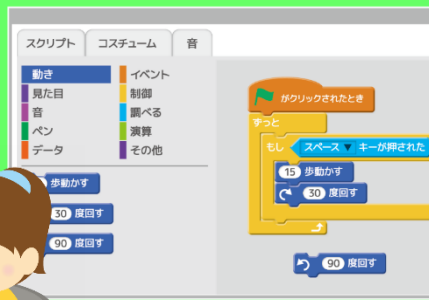 スクリプト コスチューム 音
動き イベント
見た目 制御
音 調べる
ペン 演算
データ その他
歩動かす
30 度回す
90 度回す
がクリックされたとき
ずっと
もし スペース▼ キーが押された
15 歩動かす
30 度回す
90 度回す